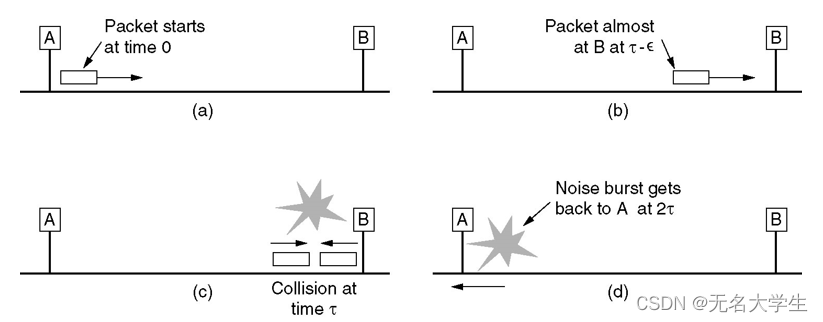 A
Packet starts
at time 0
B
(a)
A
Packet almost
at B at τ-ϵ
B
(b)
A
B
Collision at
time τ
(c)
A
Noise burst gets
back to A at 2τ
B
(d)
CSDN @无名大学生